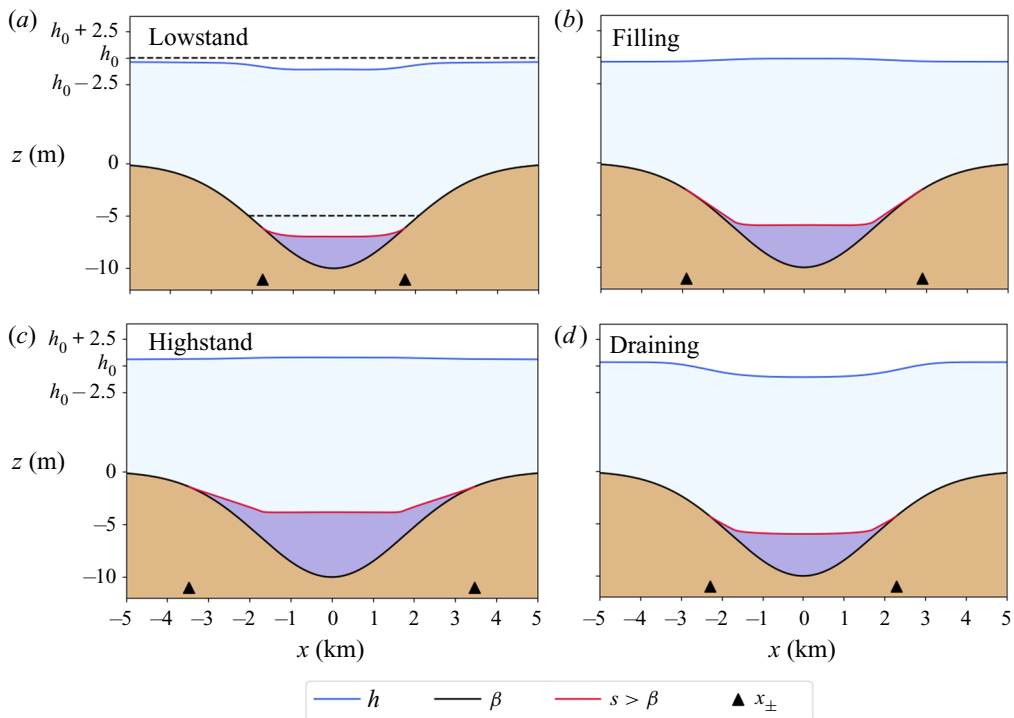 (a)
Lowstand
h₀ + 2.5
h₀
h₀ − 2.5
z (m)
0
−5
−10
(b)
Filling
(c)
Highstand
h₀ + 2.5
h₀
h₀ − 2.5
z (m)
0
−5
−10
−5 −4 −3 −2 −1 0 1 2 3 4 5
x (km)
(d)
Draining
−5 −4 −3 −2 −1 0 1 2 3 4 5
x (km)
h β s > β x±